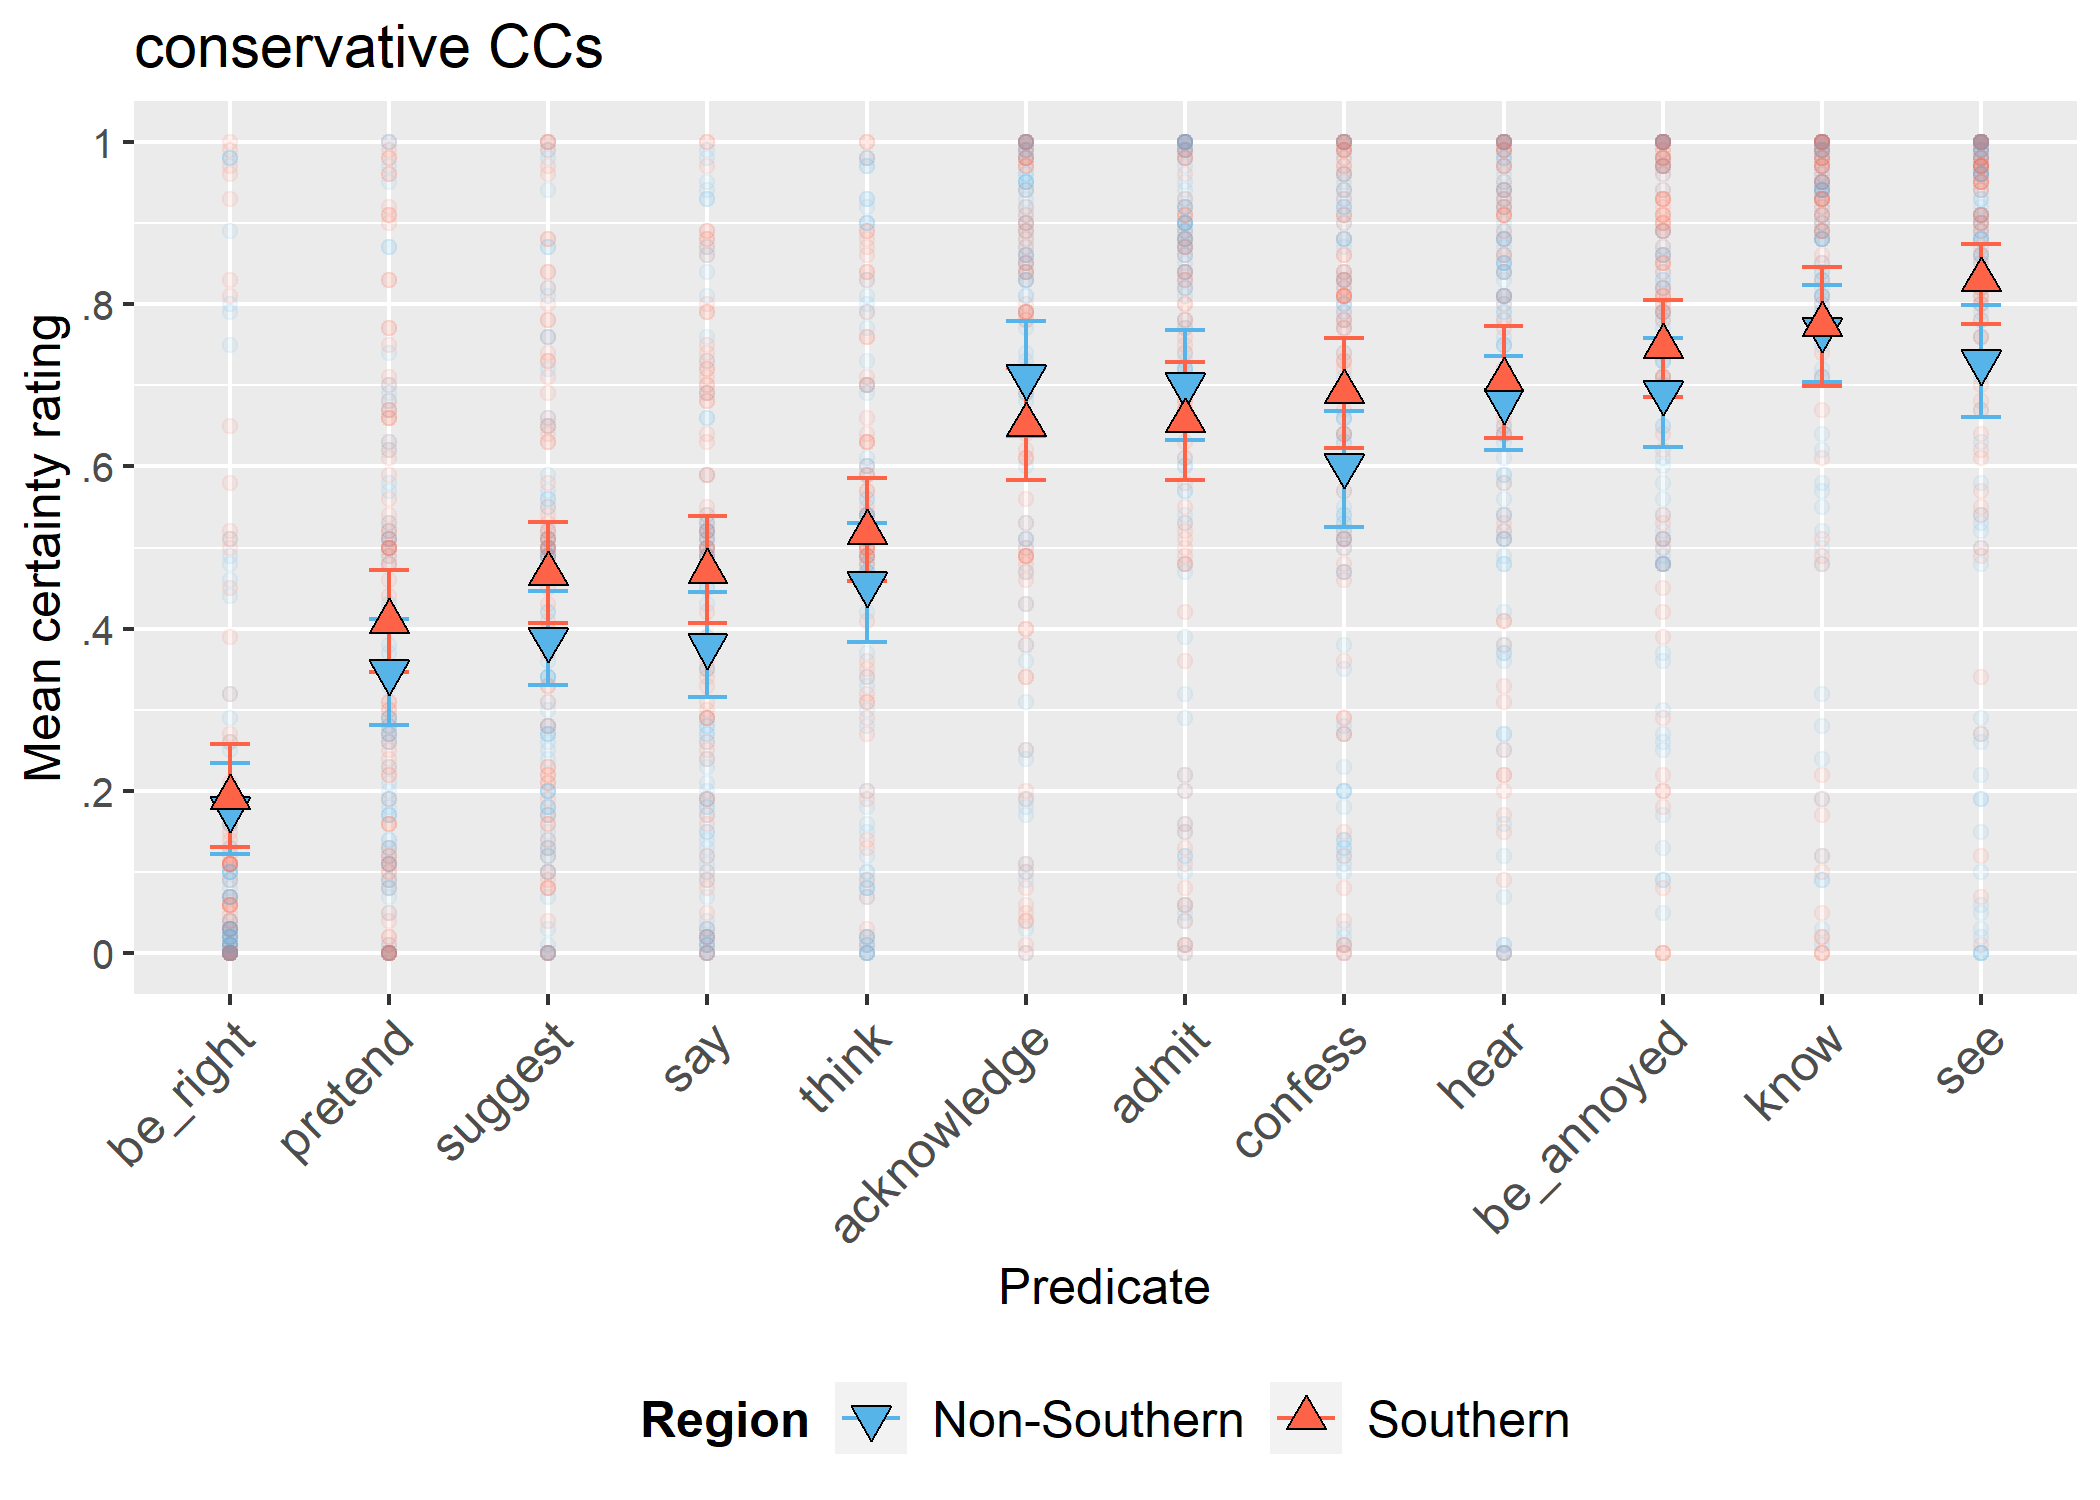 conservative CCs
Mean certainty rating
1
.8
.6
.4
.2
0
be_right
pretend
suggest
say
think
acknowledge
admit
confess
hear
be_annoyed
know
see
Predicate
Region Non-Southern Southern